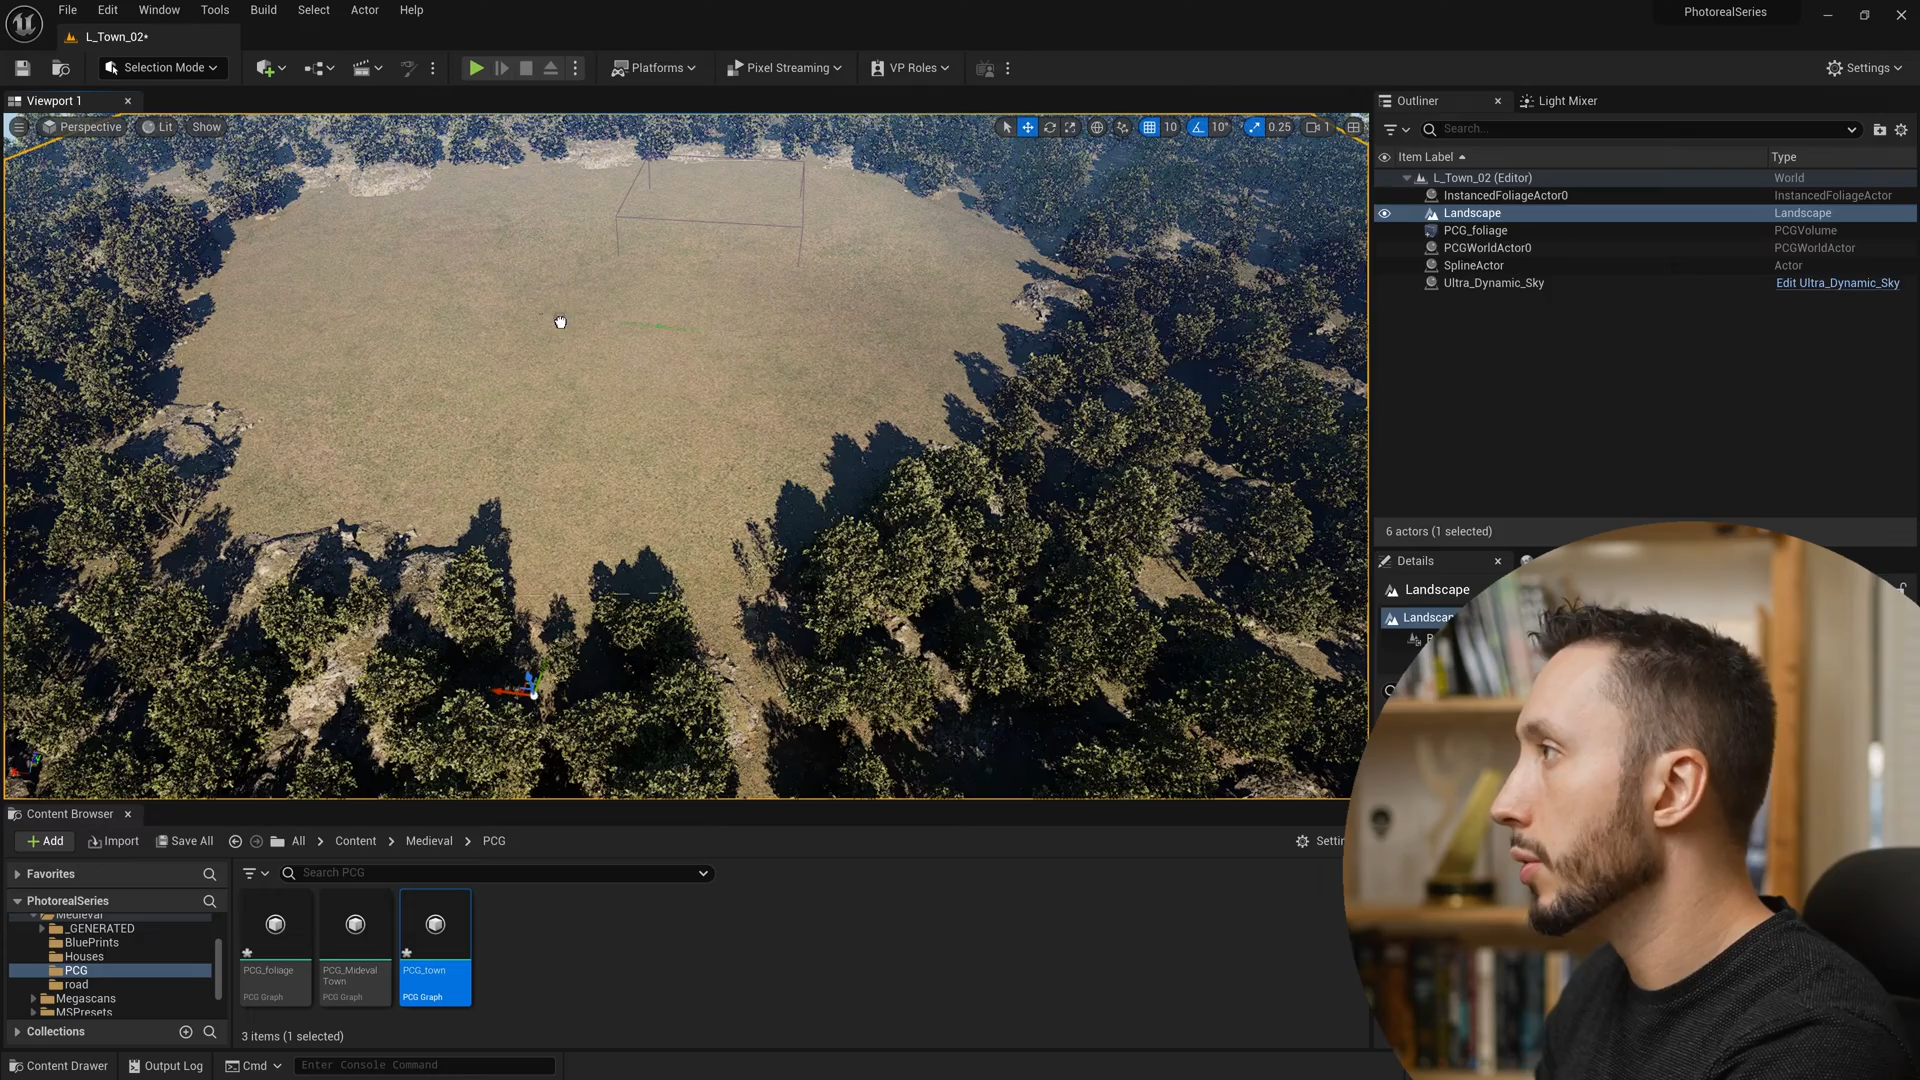 File Edit Window Tools Build Select Actor Help
PhotorealSeries
L_Town_02*
Selection Mode
Platforms
Pixel Streaming
VP Roles
Settings
Viewport 1
Perspective Lit Show
10 10° 0.25 1
Outliner
Light Mixer
Search...
Item Label Type
L_Town_02 (Editor) World
InstancedFoliageActor0 InstancedFoliageActor
Landscape Landscape
PCG_foliage PCGVolume
PCGWorldActor0 PCGWorldActor
SplineActor Actor
Ultra_Dynamic_Sky Edit Ultra_Dynamic_Sky
6 actors (1 selected)
Details
Landscape
Content Browser
Add Import Save All All Content Medieval PCG
Favorites
Search PCG
PhotorealSeries
Medieval
_GENERATED
BluePrints
Houses
PCG
road
Megascans
MSPresets
Collections
PCG_foliage
PCG Graph
PCG_Mideval
Town
PCG Graph
PCG_town
PCG Graph
3 items (1 selected)
Content Drawer Output Log Cmd Enter Console Command